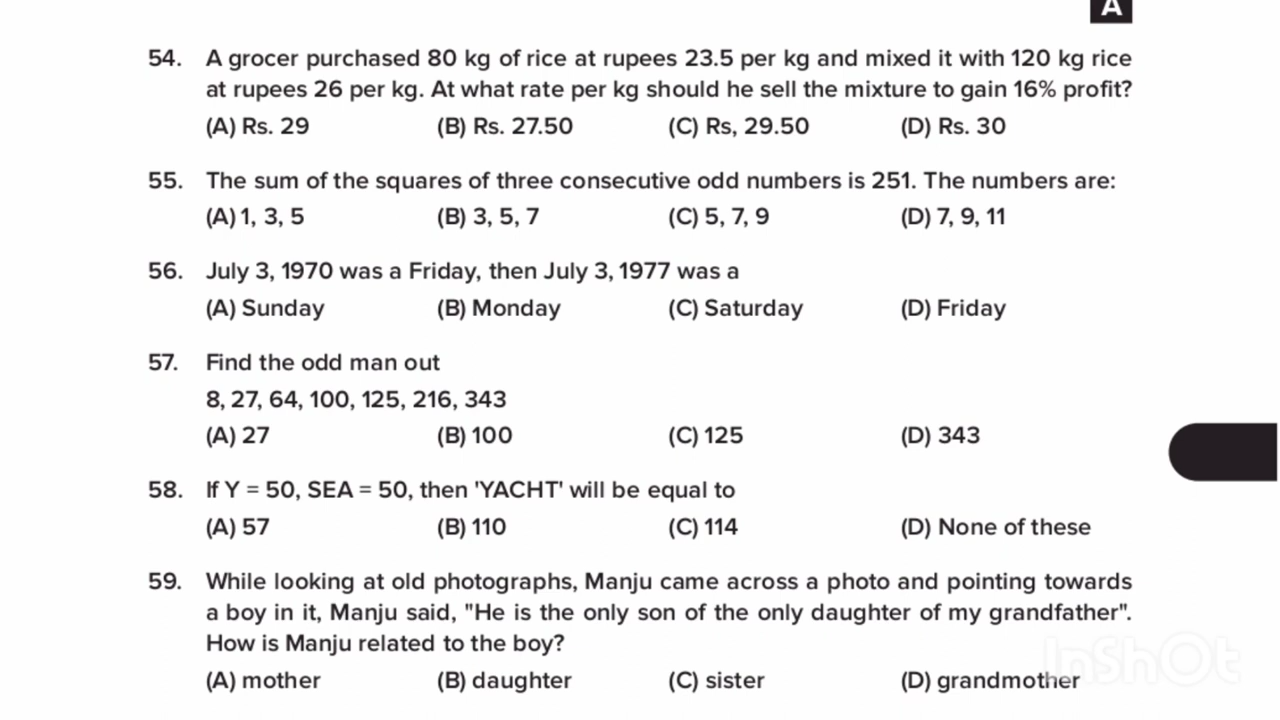 A
54. A grocer purchased 80 kg of rice at rupees 23.5 per kg and mixed it with 120 kg rice
at rupees 26 per kg. At what rate per kg should he sell the mixture to gain 16% profit?
(A) Rs. 29 (B) Rs. 27.50 (C) Rs, 29.50 (D) Rs. 30
55. The sum of the squares of three consecutive odd numbers is 251. The numbers are:
(A) 1, 3, 5 (B) 3, 5, 7 (C) 5, 7, 9 (D) 7, 9, 11
56. July 3, 1970 was a Friday, then July 3, 1977 was a
(A) Sunday (B) Monday (C) Saturday (D) Friday
57. Find the odd man out
8, 27, 64, 100, 125, 216, 343
(A) 27 (B) 100 (C) 125 (D) 343
58. If Y = 50, SEA = 50, then 'YACHT' will be equal to
(A) 57 (B) 110 (C) 114 (D) None of these
59. While looking at old photographs, Manju came across a photo and pointing towards
a boy in it, Manju said, "He is the only son of the only daughter of my grandfather".
How is Manju related to the boy?
(A) mother (B) daughter (C) sister (D) grandmother
InShOt